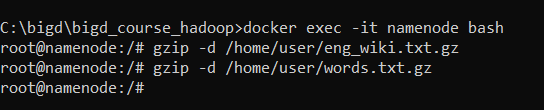 C:\bigd\bigd_course_hadoop>docker exec -it namenode bash
root@namenode:/# gzip -d /home/user/eng_wiki.txt.gz
root@namenode:/# gzip -d /home/user/words.txt.gz
root@namenode:/#